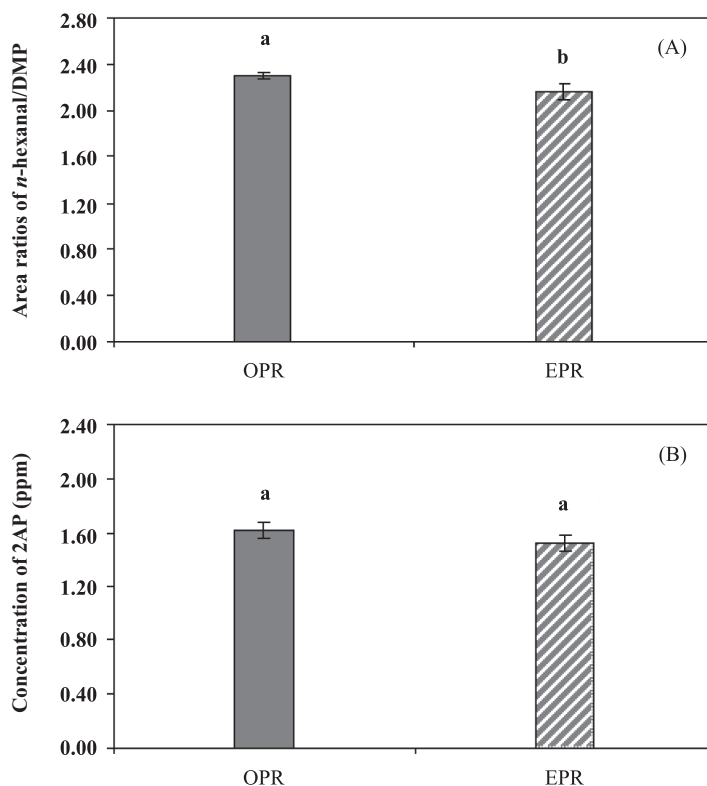 Area ratios of n-hexanal/DMP
2.80
2.40
2.00
1.60
1.20
0.80
0.40
0.00
(A)
a
b
OPR
EPR
Concentration of 2AP (ppm)
2.40
2.00
1.60
1.20
0.80
0.40
0.00
(B)
a
a
OPR
EPR